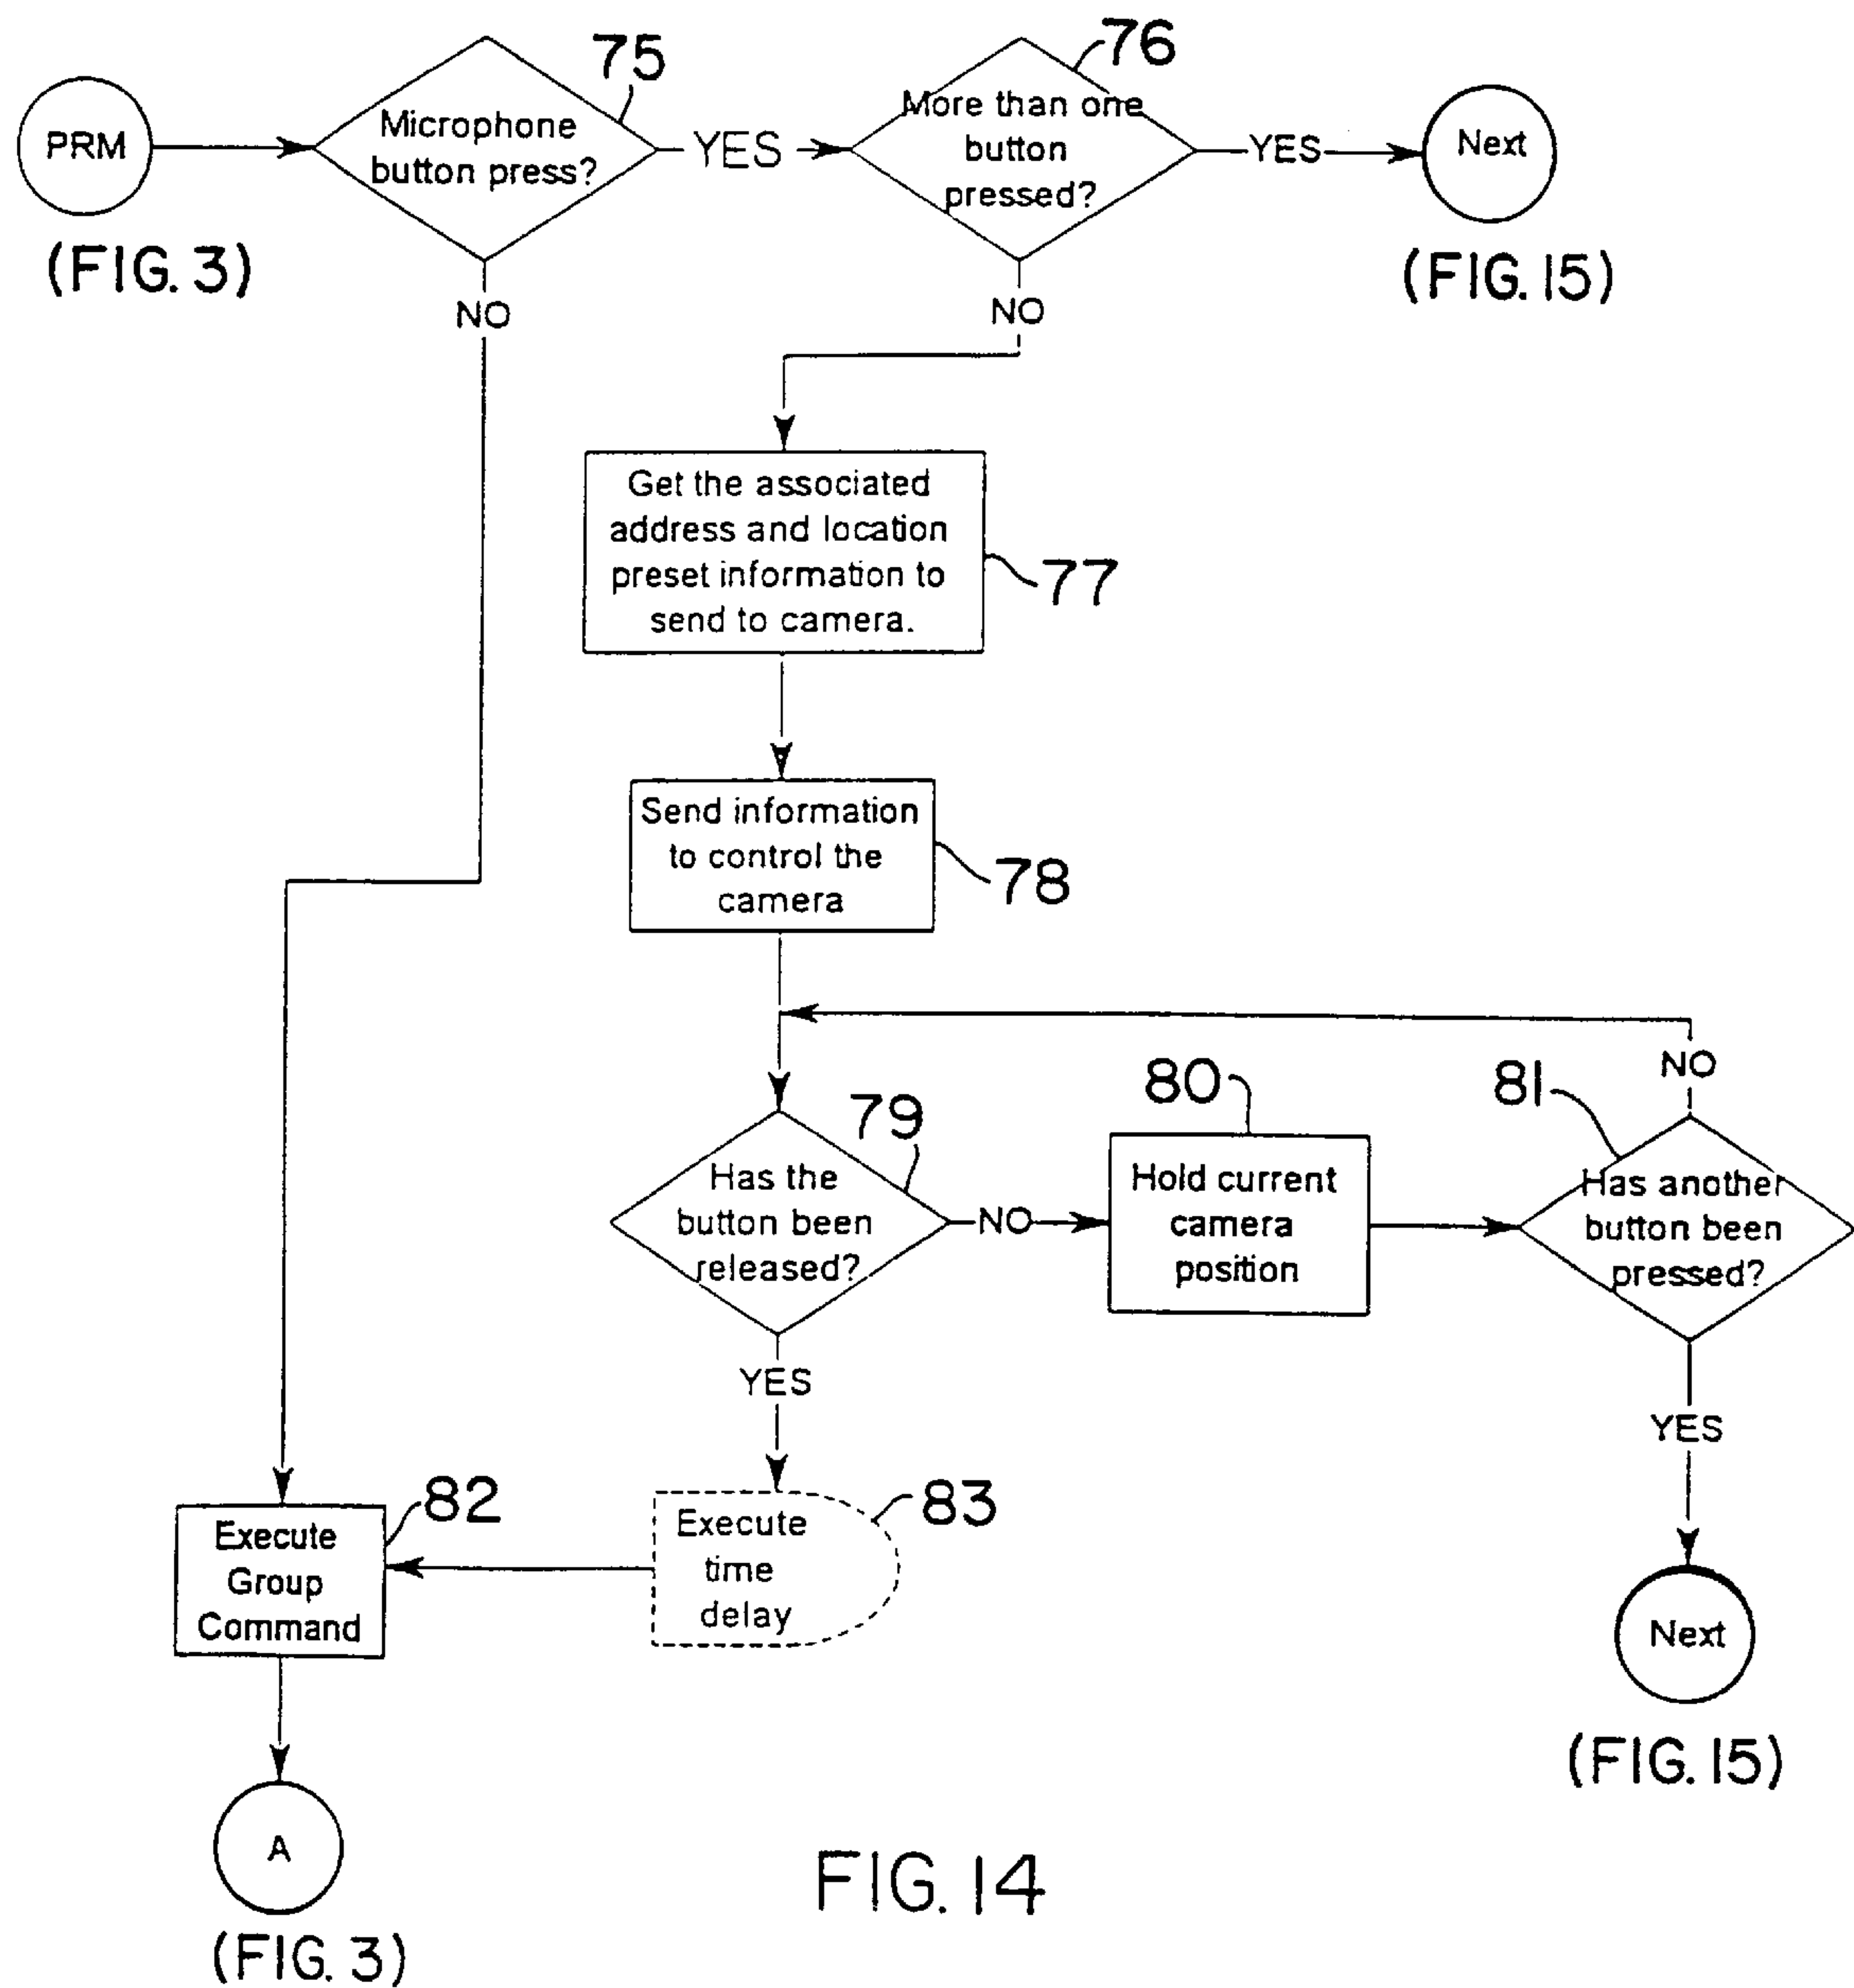 75
76
PRM
Microphone
button press?
YES
More than one
button
pressed?
YES
Next
(FIG. 3)
(FIG. 15)
NO
NO
Get the associated
address and location
preset information to
send to camera.
77
Send information
to control the
camera
78
NO
79
80
81
Has the
button been
released?
NO
Hold current
camera
position
Has another
button been
pressed?
YES
YES
82
Execute
Group
Command
83
Execute
time
delay
Next
(FIG. 15)
A
(FIG. 3)
FIG. 14